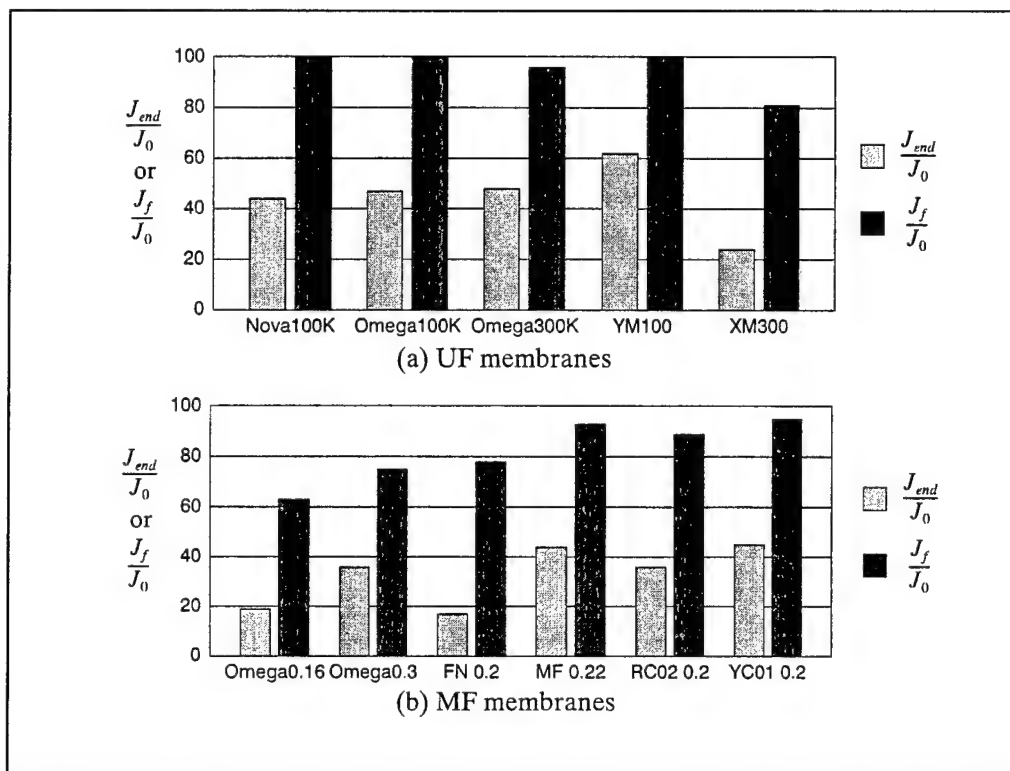 100
80
60
40
20
0
J_end
J_0
or
J_f
J_0
Nova100K Omega100K Omega300K YM100 XM300
J_end
J_0
J_f
J_0
(a) UF membranes
100
80
60
40
20
0
J_end
J_0
or
J_f
J_0
Omega0.16 Omega0.3 FN 0.2 MF 0.22 RC02 0.2 YC01 0.2
J_end
J_0
J_f
J_0
(b) MF membranes